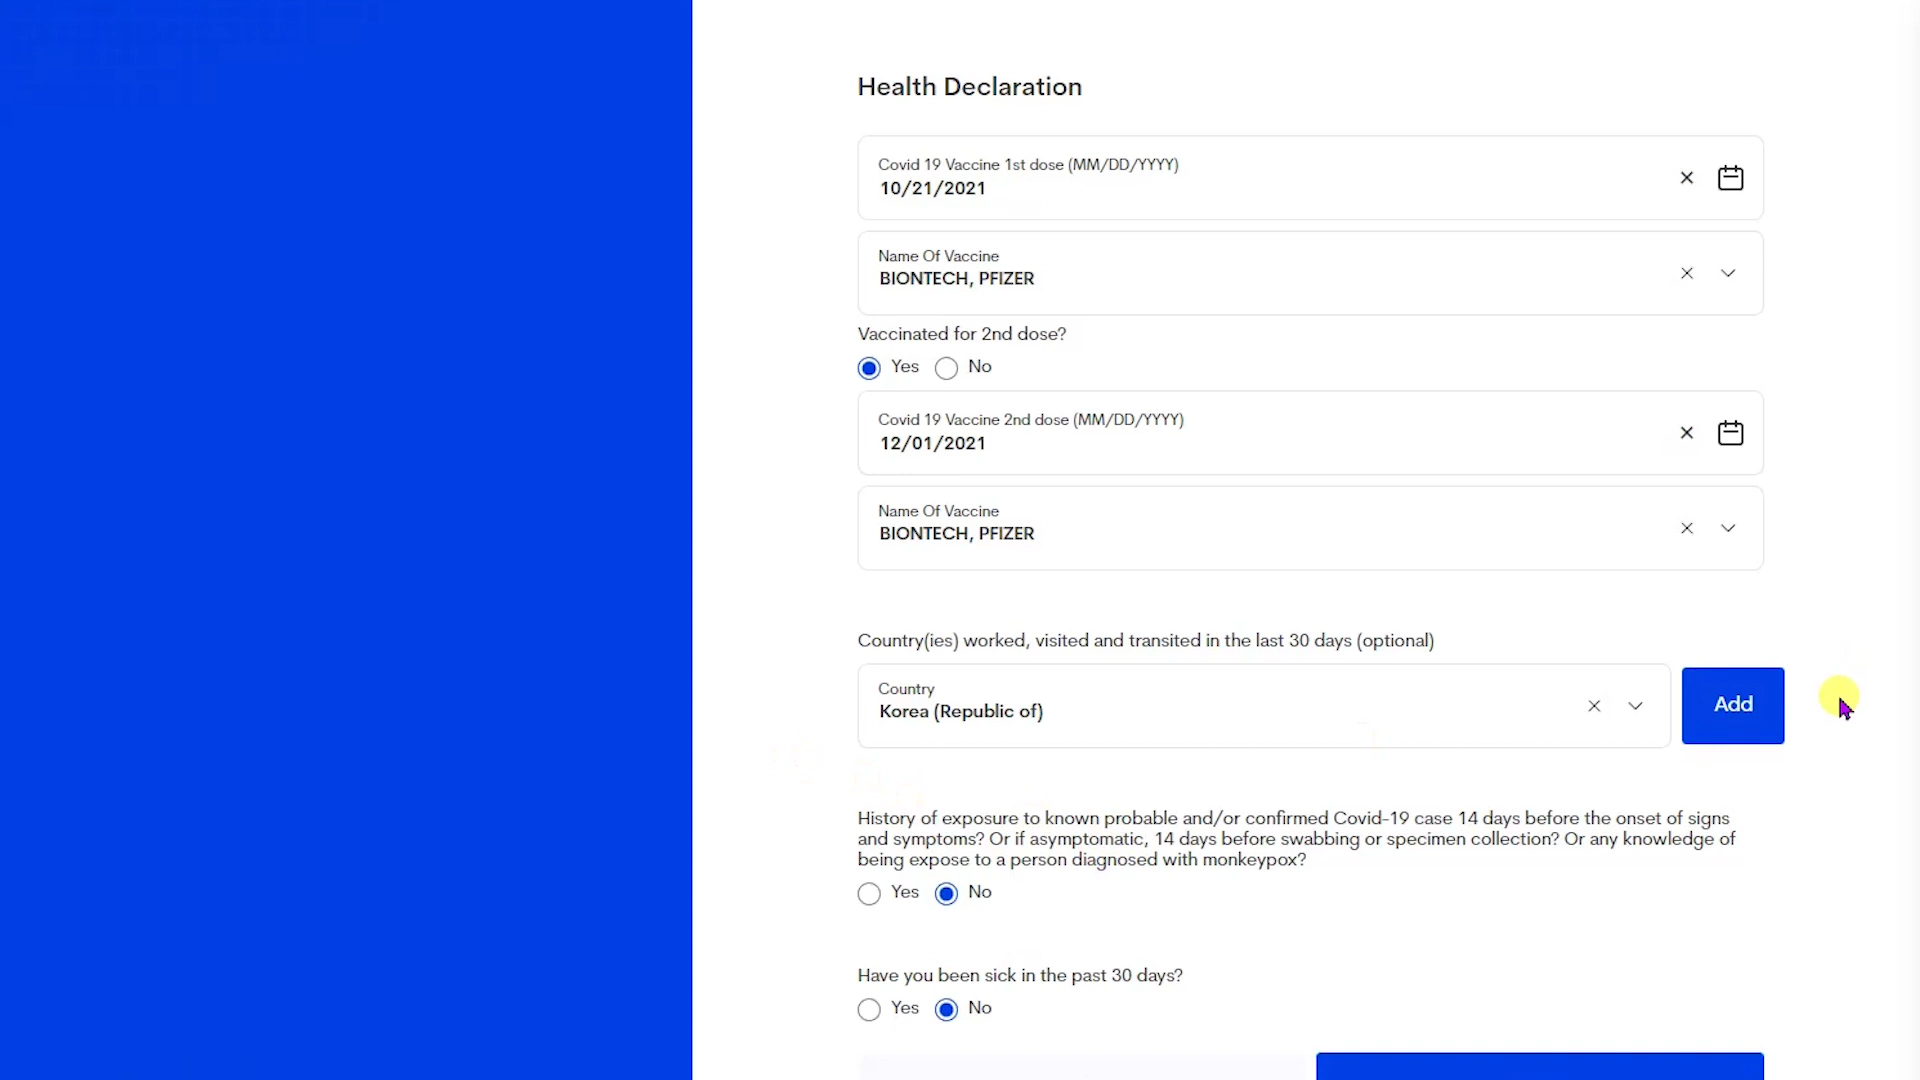 Health Declaration
Covid 19 Vaccine 1st dose (MM/DD/YYYY)
10/21/2021
Name Of Vaccine
BIONTECH, PFIZER
Vaccinated for 2nd dose?
Yes No
Covid 19 Vaccine 2nd dose (MM/DD/YYYY)
12/01/2021
Name Of Vaccine
BIONTECH, PFIZER
Country(ies) worked, visited and transited in the last 30 days (optional)
Country
Korea (Republic of)
Add
History of exposure to known probable and/or confirmed Covid-19 case 14 days before the onset of signs
and symptoms? Or if asymptomatic, 14 days before swabbing or specimen collection? Or any knowledge of
being expose to a person diagnosed with monkeypox?
Yes No
Have you been sick in the past 30 days?
Yes No